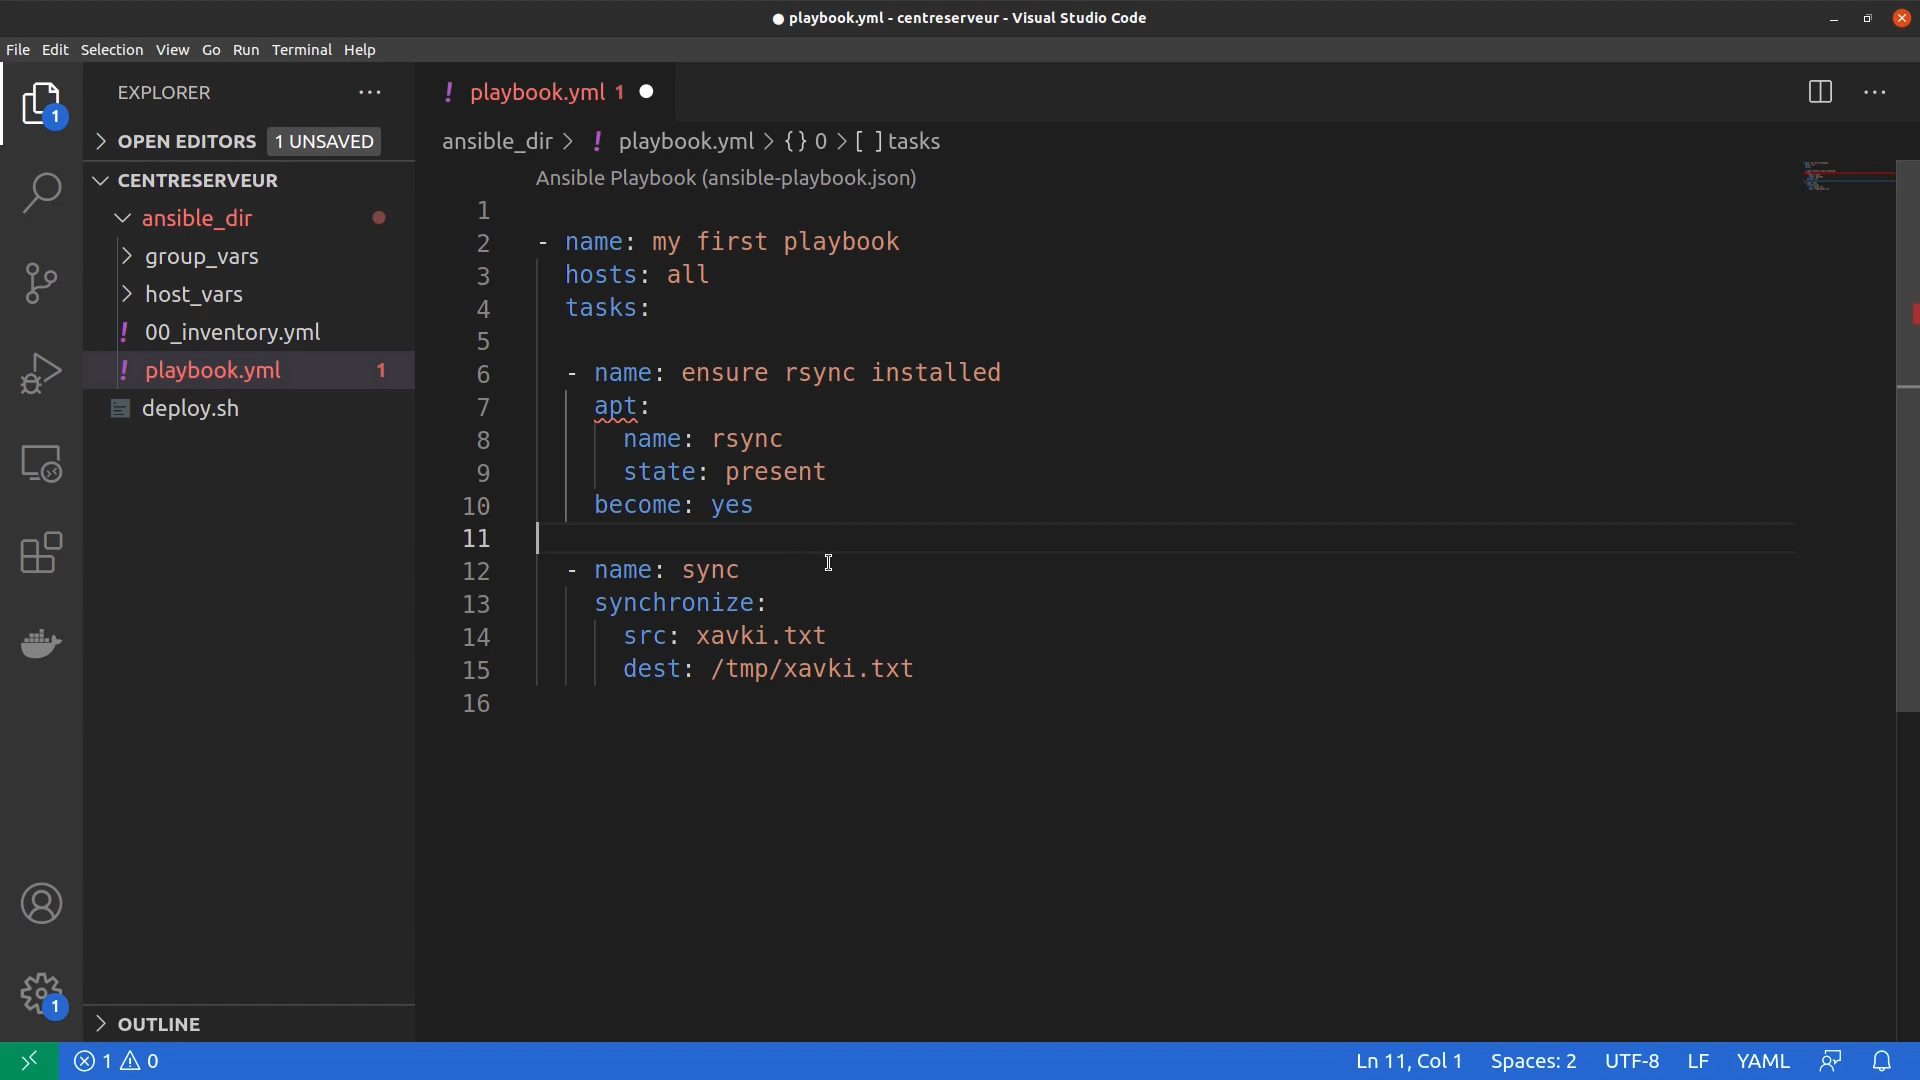 ● playbook.yml - centreserveur - Visual Studio Code
File Edit Selection View Go Run Terminal Help
EXPLORER ···
playbook.yml 1
OPEN EDITORS 1 UNSAVED
ansible_dir > ! playbook.yml > {} 0 > [ ] tasks
CENTRESERVEUR
Ansible Playbook (ansible-playbook.json)
ansible_dir
group_vars
host_vars
! 00_inventory.yml
! playbook.yml 1
deploy.sh
1
2 - name: my first playbook
3 hosts: all
4 tasks:
5
6 - name: ensure rsync installed
7 apt:
8 name: rsync
9 state: present
10 become: yes
11
12 - name: sync
13 synchronize:
14 src: xavki.txt
15 dest: /tmp/xavki.txt
16
1
1
OUTLINE
1 0 Ln 11, Col 1 Spaces: 2 UTF-8 LF YAML